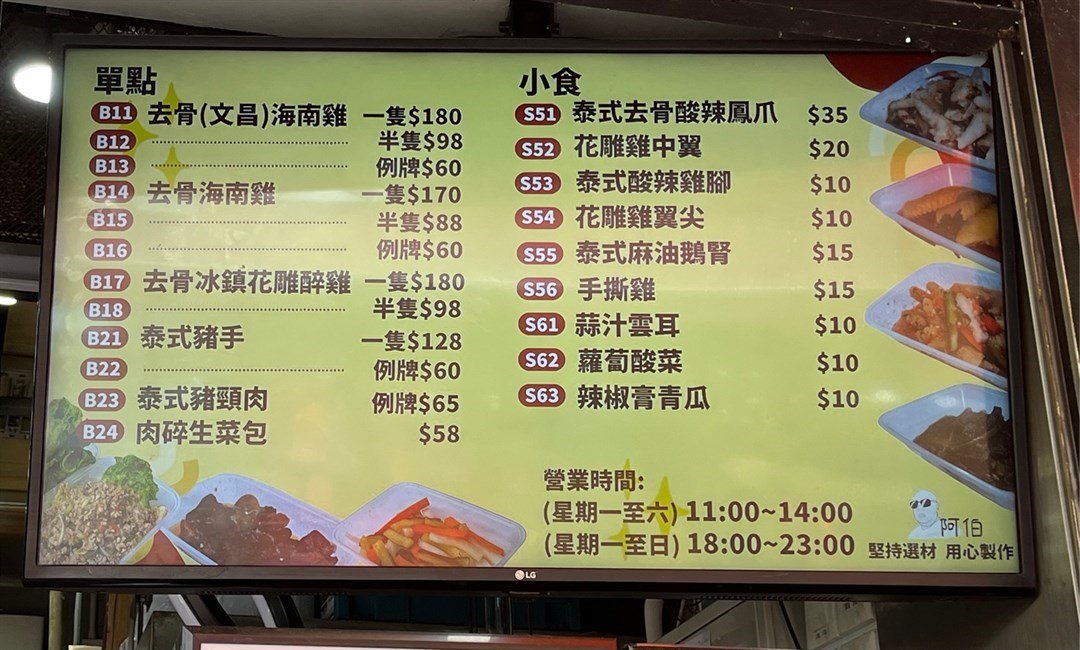 單點
B11 去骨(文昌)海南雞 一隻$180
B12 半隻$98
B13 例牌$60
B14 去骨海南雞 一隻$170
B15 半隻$88
B16 例牌$60
B17 去骨冰鎮花雕醉雞 一隻$180
B18 半隻$98
B21 泰式豬手 一隻$128
B22 例牌$60
B23 泰式豬頸肉 例牌$65
B24 肉碎生菜包 $58
小食
S51 泰式去骨酸辣鳳爪 $35
S52 花雕雞中翼 $20
S53 泰式酸辣雞腳 $10
S54 花雕雞翼尖 $10
S55 泰式麻油鵝腎 $15
S56 手撕雞 $15
S61 蒜汁雲耳 $10
S62 蘿蔔酸菜 $10
S63 辣椒膏青瓜 $10
營業時間:
(星期一至六) 11:00~14:00
(星期一至日) 18:00~23:00
阿伯
堅持選材 用心製作
LG